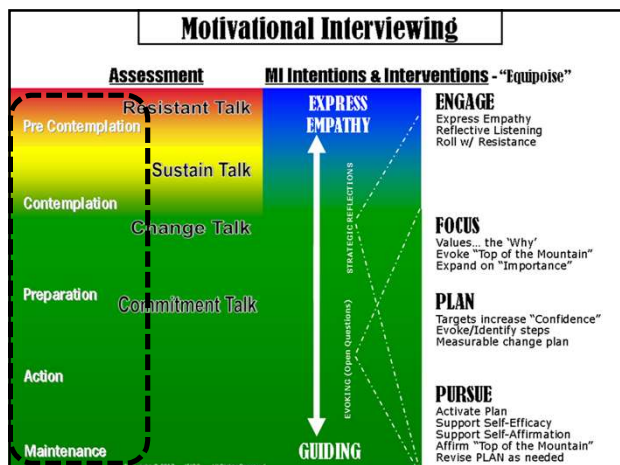 Motivational Interviewing
Assessment
MI Intentions & Interventions - “Equipoise”
Resistant Talk
Pre Contemplation
Sustain Talk
Contemplation
Change Talk
Preparation
Commitment Talk
Action
Maintenance
EXPRESS
EMPATHY
STRATEGIC REFLECTIONS
EVOKING (Open Questions)
GUIDING
ENGAGE
Express Empathy
Reflective Listening
Roll w/ Resistance
FOCUS
Values... the ‘Why’
Evoke “Top of the Mountain”
Expand on “Importance”
PLAN
Targets increase “Confidence”
Evoke/Identify steps
Measurable change plan
PURSUE
Activate Plan
Support Self-Efficacy
Support Self-Affirmation
Affirm “Top of the Mountain”
Revise PLAN as needed